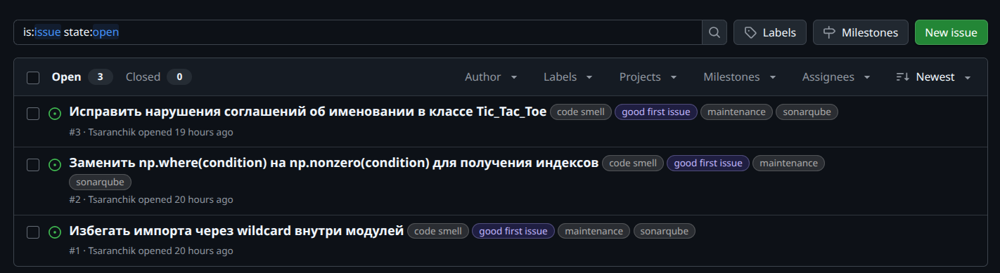 is:issue state:open Labels Milestones New issue
Open 3 Closed 0 Author Labels Projects Milestones Assignees Newest
Исправить нарушения соглашений об именовании в классе Tic_Tac_Toe code smell good first issue maintenance sonarqube
#3 · Tsaranchik opened 19 hours ago
Заменить np.where(condition) на np.nonzero(condition) для получения индексов code smell good first issue maintenance
sonarqube
#2 · Tsaranchik opened 20 hours ago
Избегать импорта через wildcard внутри модулей code smell good first issue maintenance sonarqube
#1 · Tsaranchik opened 20 hours ago